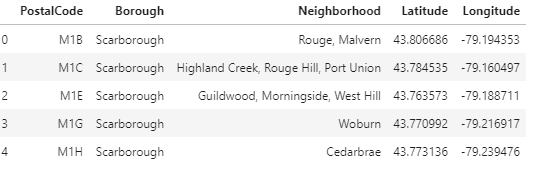 PostalCode Borough Neighborhood Latitude Longitude
0 M1B Scarborough Rouge, Malvern 43.806686 -79.194353
1 M1C Scarborough Highland Creek, Rouge Hill, Port Union 43.784535 -79.160497
2 M1E Scarborough Guildwood, Morningside, West Hill 43.763573 -79.188711
3 M1G Scarborough Woburn 43.770992 -79.216917
4 M1H Scarborough Cedarbrae 43.773136 -79.239476